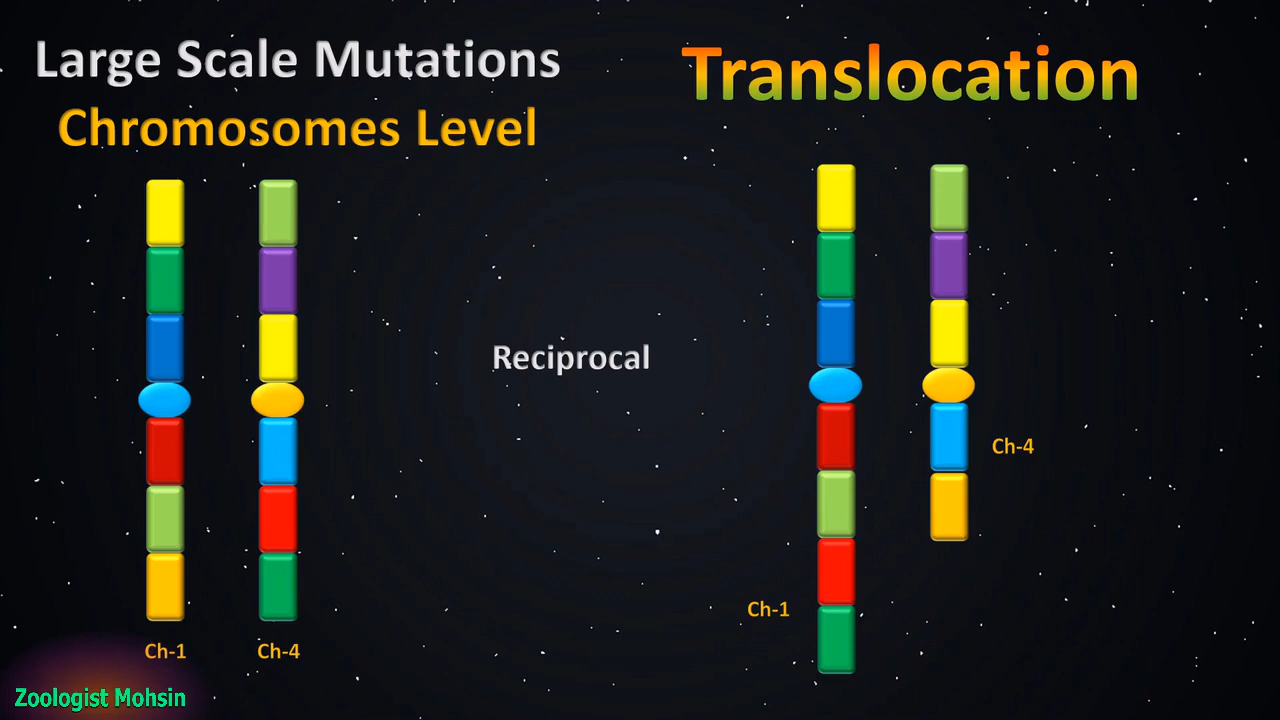 Large Scale Mutations
Chromosomes Level
Translocation
Reciprocal
Ch-4
Ch-1
Ch-1
Ch-4
Zoologist Mohsin